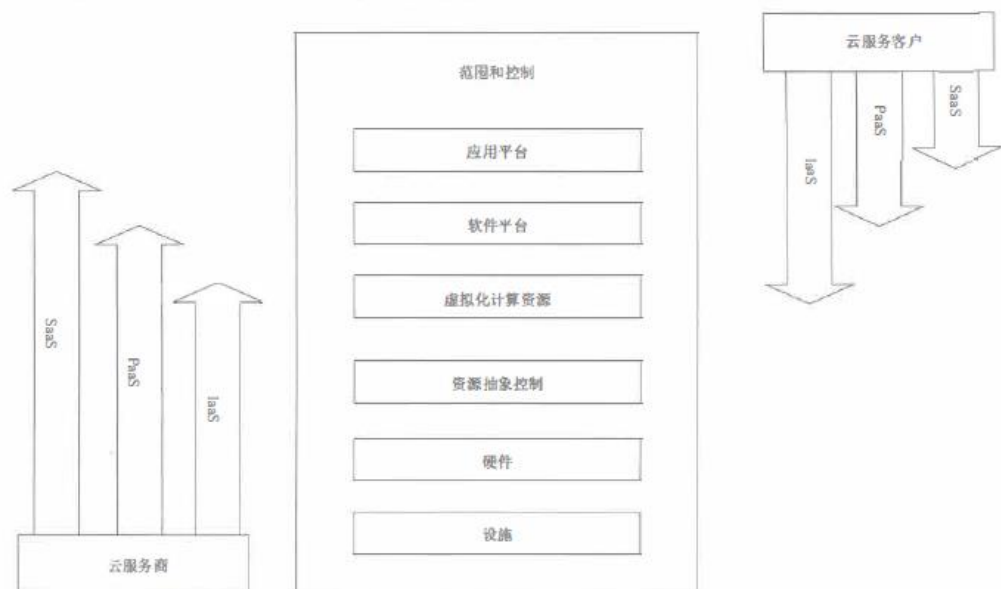 范围和控制
应用平台
软件平台
虚拟化计算资源
资源抽象控制
硬件
设施
云服务客户
IaaS
PaaS
SaaS
SaaS
PaaS
IaaS
云服务商